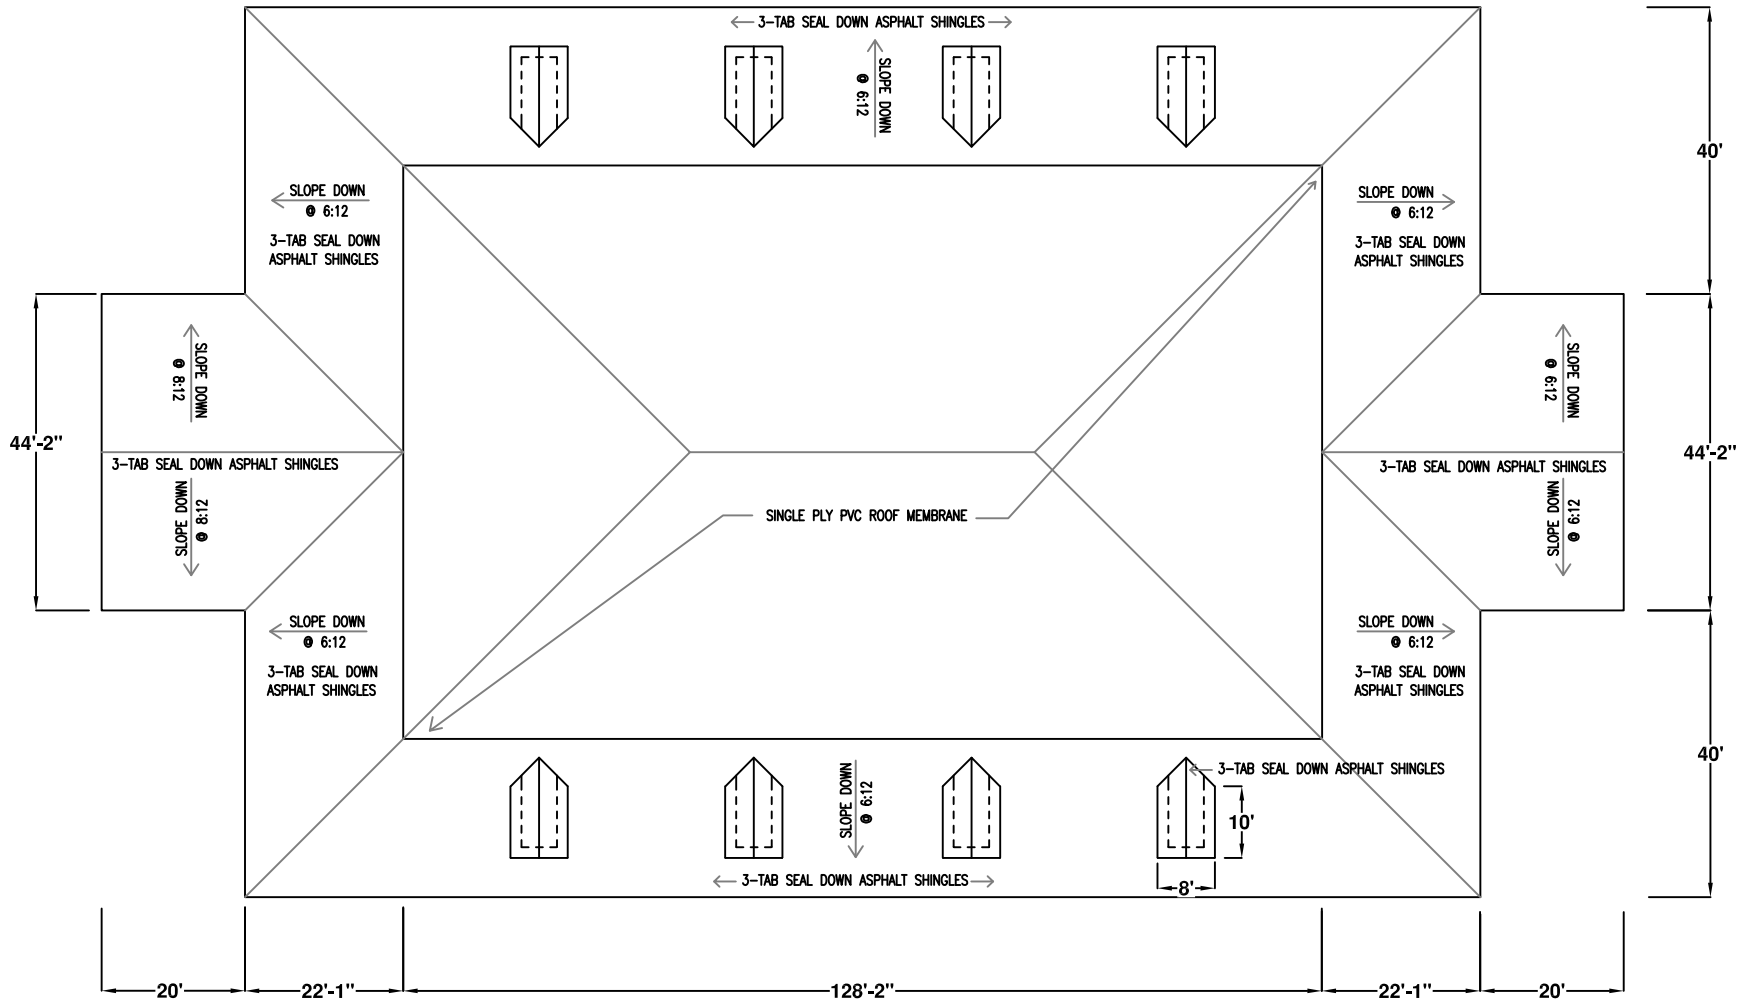 3-TAB SEAL DOWN ASPHALT SHINGLES
SLOPE DOWN
@ 6:12
40'
SLOPE DOWN
@ 6:12
3-TAB SEAL DOWN
ASPHALT SHINGLES
SLOPE DOWN
@ 6:12
3-TAB SEAL DOWN
ASPHALT SHINGLES
SLOPE DOWN
@ 8:12
SLOPE DOWN
@ 6:12
44'-2"
44'-2"
3-TAB SEAL DOWN ASPHALT SHINGLES
3-TAB SEAL DOWN ASPHALT SHINGLES
SLOPE DOWN
@ 8:12
SLOPE DOWN
@ 6:12
SINGLE PLY PVC ROOF MEMBRANE
SLOPE DOWN
@ 6:12
3-TAB SEAL DOWN
ASPHALT SHINGLES
SLOPE DOWN
@ 6:12
3-TAB SEAL DOWN
ASPHALT SHINGLES
40'
3-TAB SEAL DOWN ASPHALT SHINGLES
SLOPE DOWN
@ 6:12
10'
3-TAB SEAL DOWN ASPHALT SHINGLES
8'
20'
22'-1"
128'-2"
22'-1"
20'